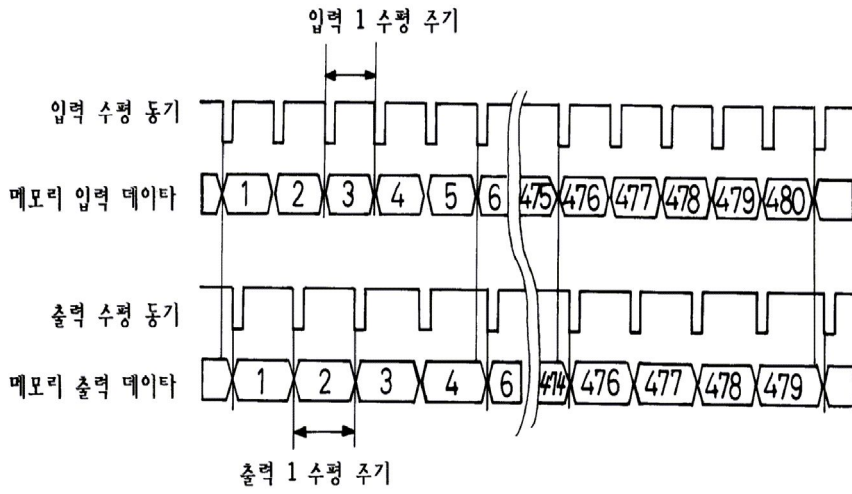 입력 1 수평 주기
입력 수평 동기
메모리 입력 데이타
1 2 3 4 5 6 475 476 477 478 479 480
출력 수평 동기
메모리 출력 데이타
1 2 3 4 6 474 476 477 478 479
출력 1 수평 주기